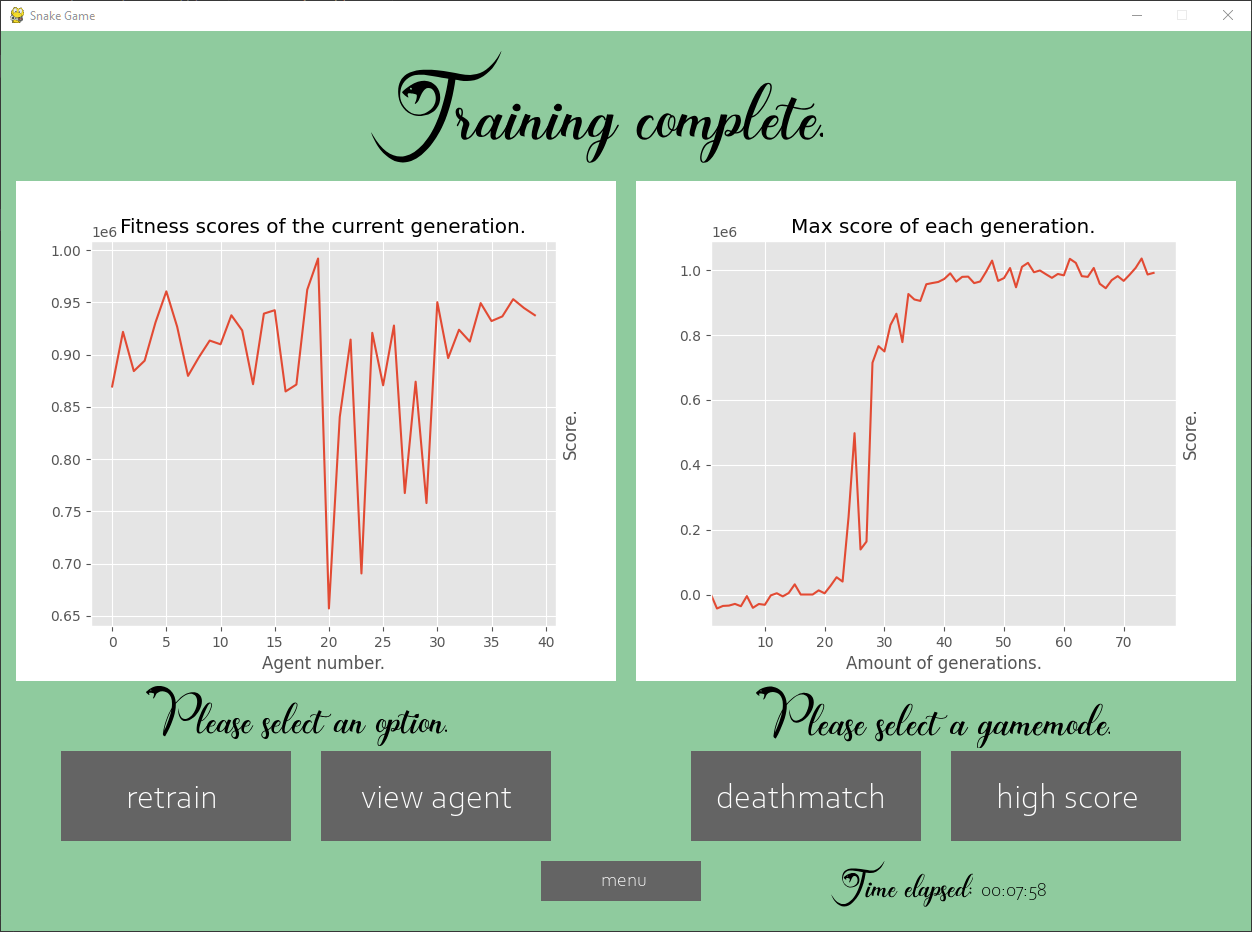 Snake Game
Training complete.
Fitness scores of the current generation.
1e6
1.00
0.95
0.90
0.85
0.80
0.75
0.70
0.65
0 5 10 15 20 25 30 35 40
Agent number.
Score.
Max score of each generation.
1e6
1.0
0.8
0.6
0.4
0.2
0.0
10 20 30 40 50 60 70
Amount of generations.
Score.
Please select an option.
retrain
view agent
Please select a gamemode.
deathmatch
high score
menu
Time elapsed: 00:07:58